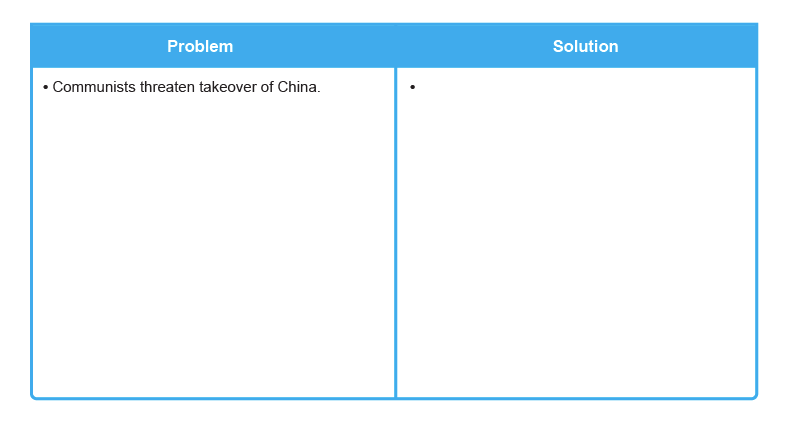 Problem
Solution
• Communists threaten takeover of China.
•